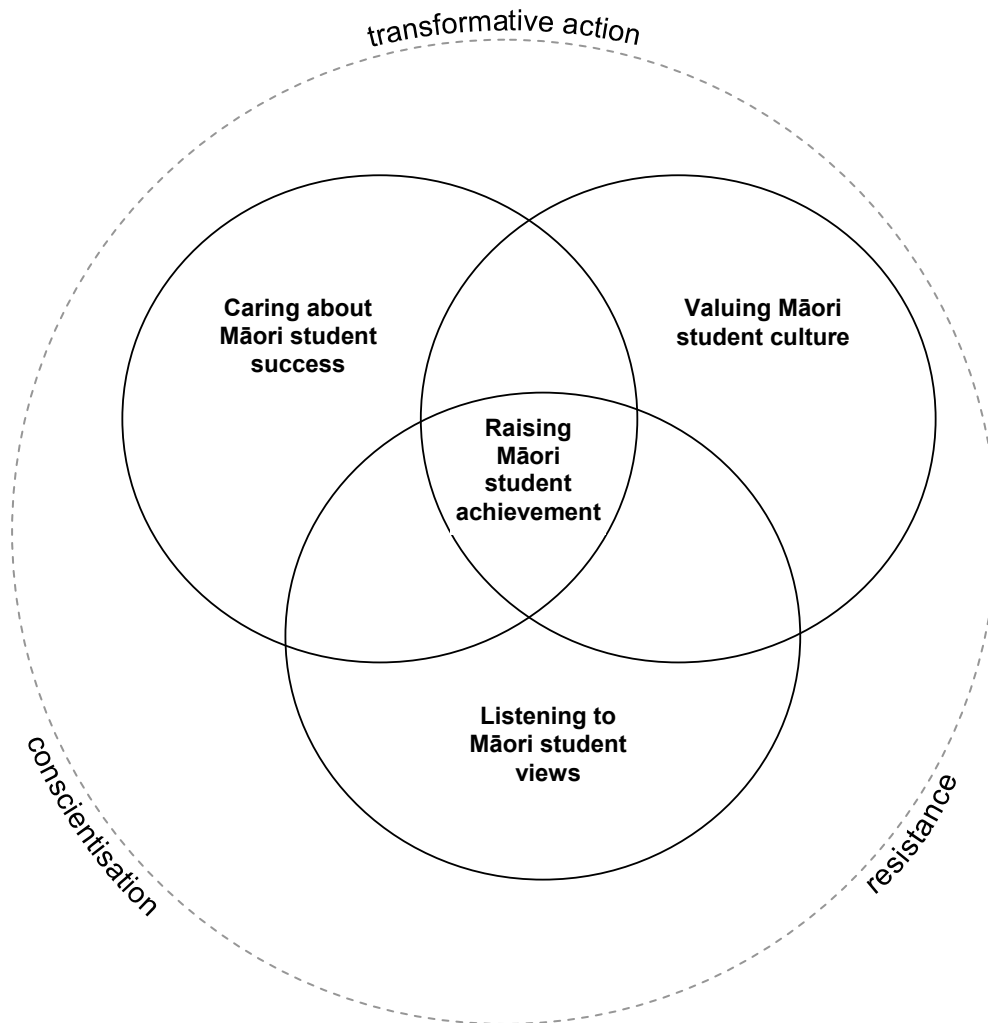 transformative action
Caring about
Māori student
success
Valuing Māori
student culture
Raising
Māori
student
achievement
Listening to
Māori student
views
conscientisation
resistance